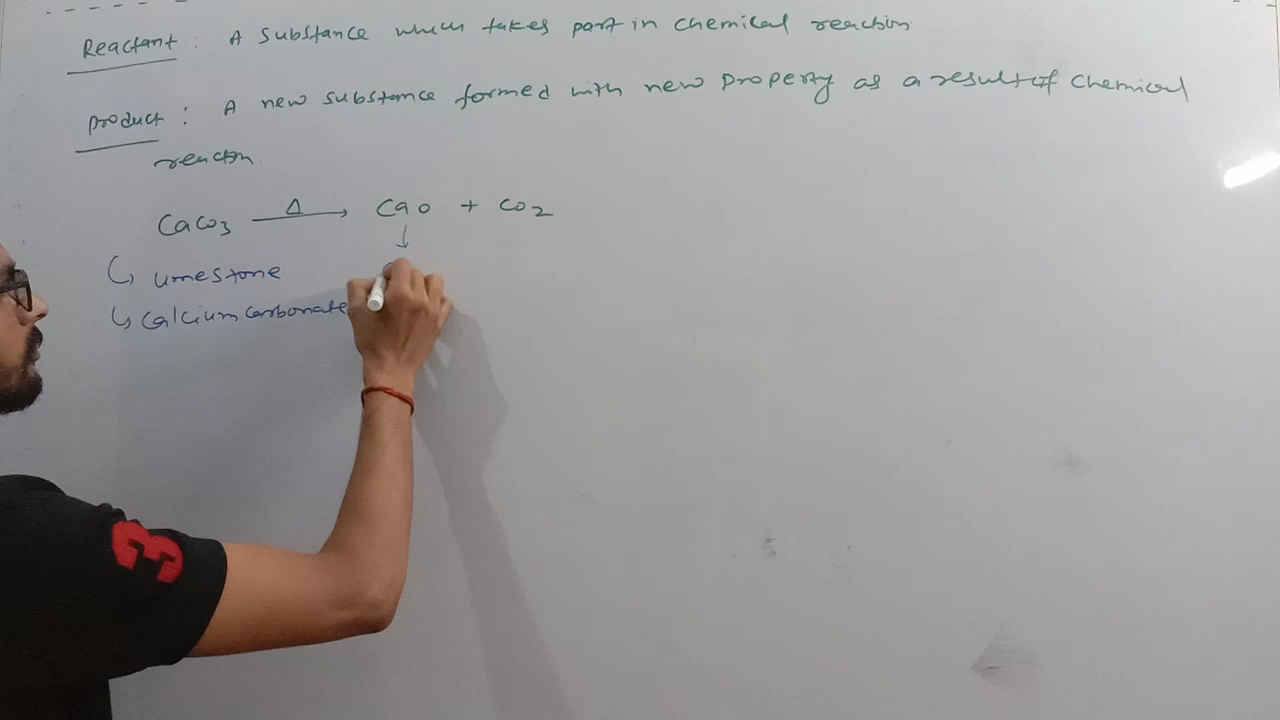 Reactant : A substance which takes part in chemical reaction
Product : A new substance formed with new property as a result of chemical
reaction.
CaCO3 —Δ→ CaO + CO2
↓
↳ Limestone
↳ Calcium carbonate
3